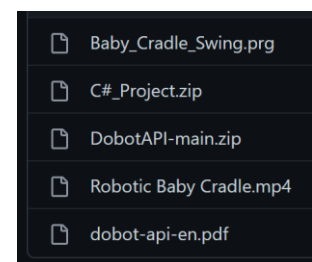 Baby_Cradle_Swing.prg
C#_Project.zip
DobotAPI-main.zip
Robotic Baby Cradle.mp4
dobot-api-en.pdf